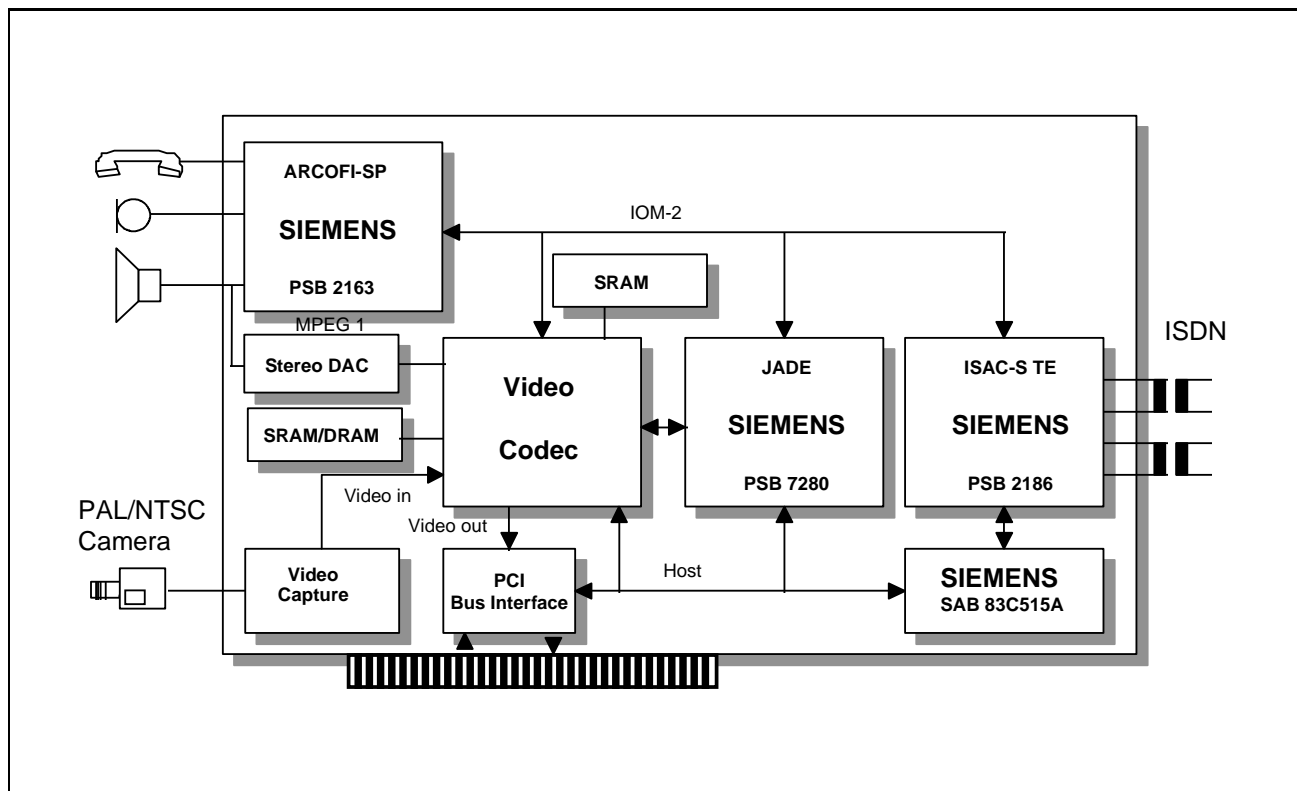 ARCOFI-SP
SIEMENS
PSB 2163
IOM-2
SRAM
MPEG 1
Stereo DAC
SRAM/DRAM
Video
Codec
JADE
SIEMENS
PSB 7280
ISAC-S TE
SIEMENS
PSB 2186
ISDN
Video in
Video out
PAL/NTSC
Camera
Video
Capture
PCI
Bus Interface
Host
SIEMENS
SAB 83C515A